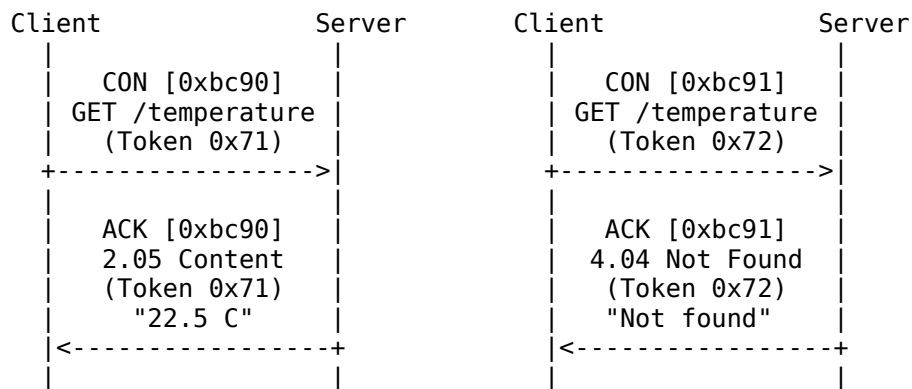 Client Server
CON [0xbc90]
GET /temperature
(Token 0x71)
ACK [0xbc90]
2.05 Content
(Token 0x71)
"22.5 C"
Client Server
CON [0xbc91]
GET /temperature
(Token 0x72)
ACK [0xbc91]
4.04 Not Found
(Token 0x72)
"Not found"